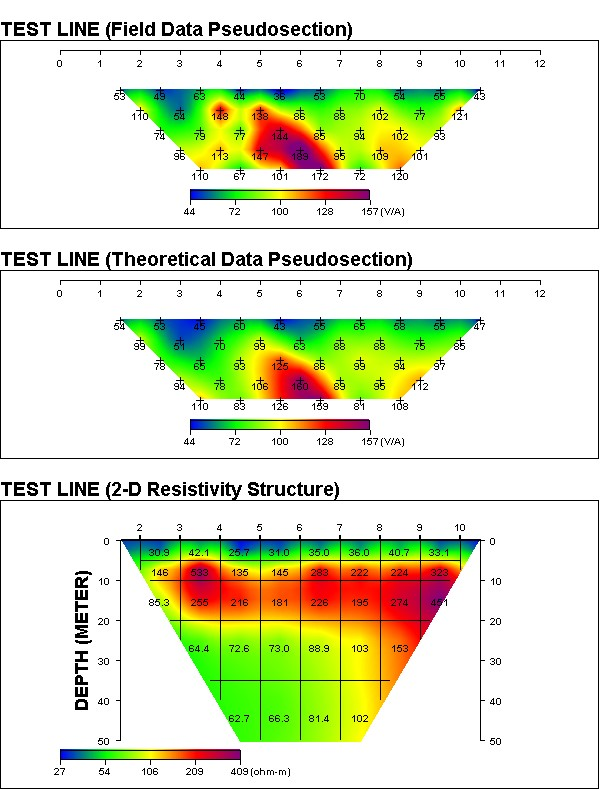 TEST LINE (Field Data Pseudosection)
0 1 2 3 4 5 6 7 8 9 10 11 12
53 49 63 44 36 53 70 54 55 43
110 54 148 138 86 88 102 121
74 79 77 144 85 94 102 93
96 113 147 189 95 109 101
110 67 101 172 72 120
44 72 100 128 157 (V/A)
TEST LINE (Theoretical Data Pseudosection)
0 1 2 3 4 5 6 7 8 9 10 11 12
54 53 45 60 43 55 65 58 55 47
99 51 70 99 63 88 88 75 85
78 65 93 125 86 99 94 97
94 78 106 160 89 95 112
110 83 126 159 81 108
44 72 100 128 157 (V/A)
TEST LINE (2-D Resistivity Structure)
2 3 4 5 6 7 8 9 10
0 0
30.9 42.1 25.7 31.0 35.0 36.0 40.7 33.1
146 533 135 145 283 222 224 323
10 10
85.3 255 216 181 226 195 274 451
20 20
64.4 72.6 73.0 88.9 103 153
30 30
DEPTH (METER)
40 40
62.7 66.3 81.4 102
50 50
27 54 106 209 409 (ohm-m)